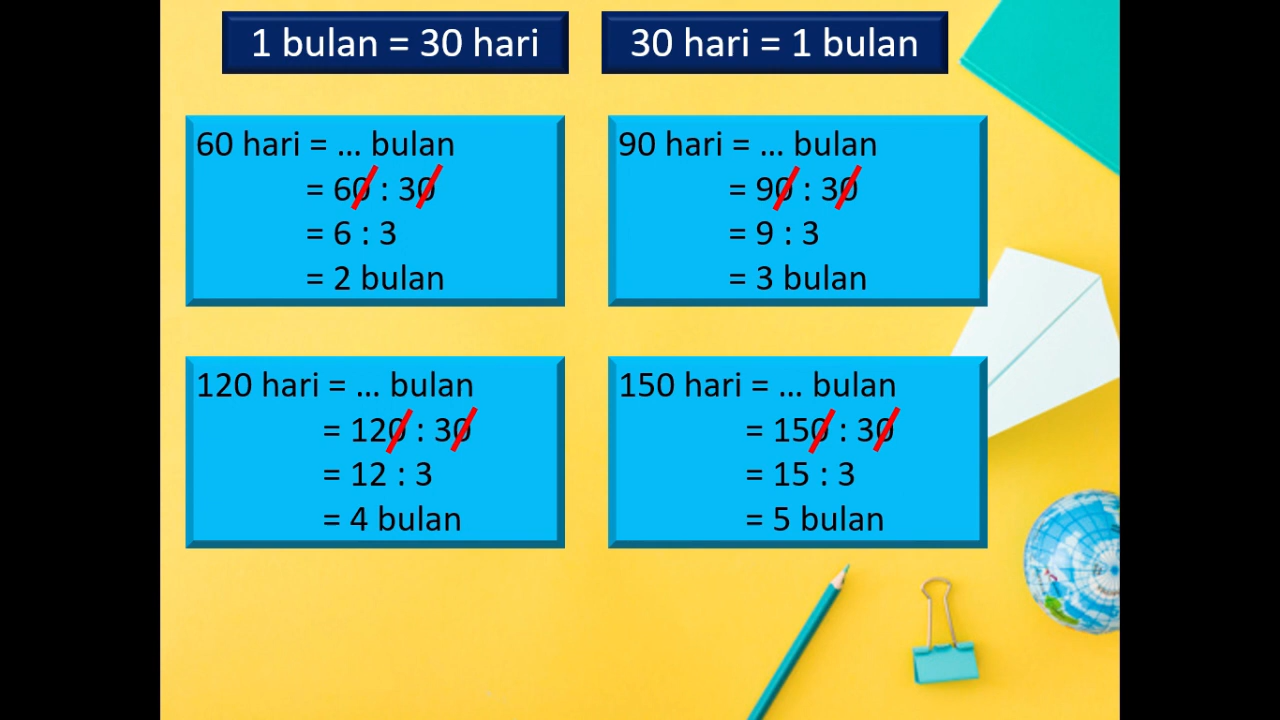 1 bulan = 30 hari
30 hari = 1 bulan
60 hari = ... bulan
= 60 : 30
= 6 : 3
= 2 bulan
90 hari = ... bulan
= 90 : 30
= 9 : 3
= 3 bulan
120 hari = ... bulan
= 120 : 30
= 12 : 3
= 4 bulan
150 hari = ... bulan
= 150 : 30
= 15 : 3
= 5 bulan